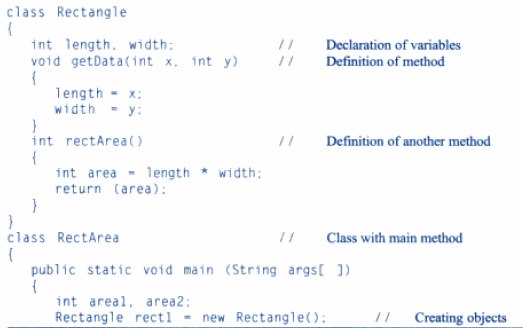 class Rectangle
{
int length, width; // Declaration of variables
void getData(int x, int y) // Definition of method
{
length = x;
width = y;
}
int rectArea() // Definition of another method
{
int area = length * width;
return (area);
}
}
class RectArea // Class with main method
{
public static void main (String args[ ])
{
int area1, area2;
Rectangle rect1 = new Rectangle(); // Creating objects